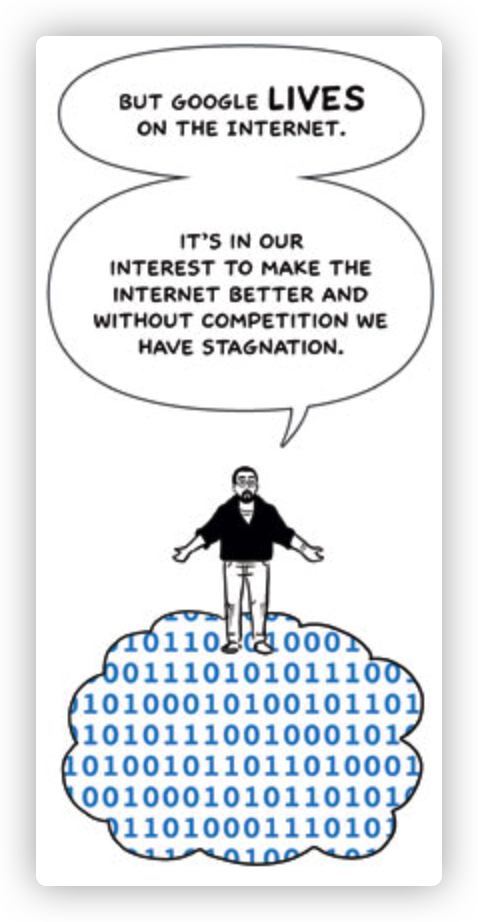 BUT GOOGLE LIVES
ON THE INTERNET.
IT'S IN OUR
INTEREST TO MAKE THE
INTERNET BETTER AND
WITHOUT COMPETITION WE
HAVE STAGNATION.